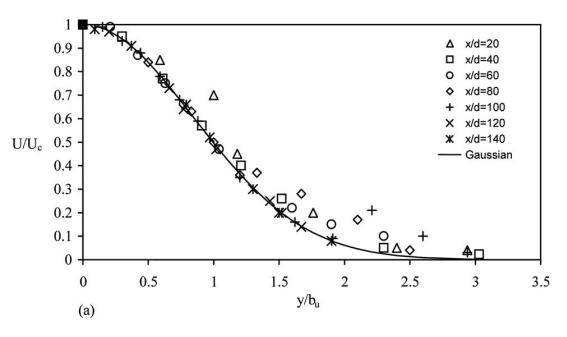 1
0.9
0.8
0.7
0.6
0.5
0.4
0.3
0.2
0.1
0
U/Uc
x/d=20
x/d=40
x/d=60
x/d=80
x/d=100
x/d=120
x/d=140
Gaussian
0 0.5 1 1.5 2 2.5 3 3.5
y/bu
(a)